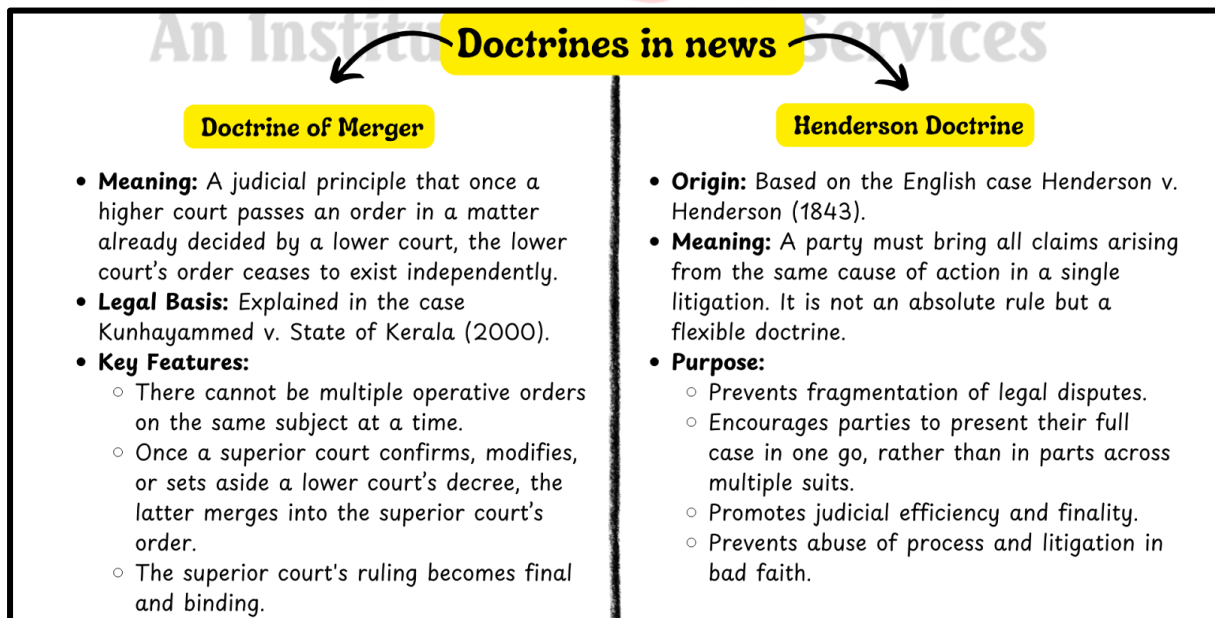 An Institu Services
Doctrines in news
Doctrine of Merger
• Meaning: A judicial principle that once a
higher court passes an order in a matter
already decided by a lower court, the lower
court's order ceases to exist independently.
• Legal Basis: Explained in the case
Kunhayammed v. State of Kerala (2000).
• Key Features:
○ There cannot be multiple operative orders
on the same subject at a time.
○ Once a superior court confirms, modifies,
or sets aside a lower court's decree, the
latter merges into the superior court's
order.
○ The superior court's ruling becomes final
and binding.
Henderson Doctrine
• Origin: Based on the English case Henderson v.
Henderson (1843).
• Meaning: A party must bring all claims arising
from the same cause of action in a single
litigation. It is not an absolute rule but a
flexible doctrine.
• Purpose:
○ Prevents fragmentation of legal disputes.
○ Encourages parties to present their full
case in one go, rather than in parts across
multiple suits.
○ Promotes judicial efficiency and finality.
○ Prevents abuse of process and litigation in
bad faith.